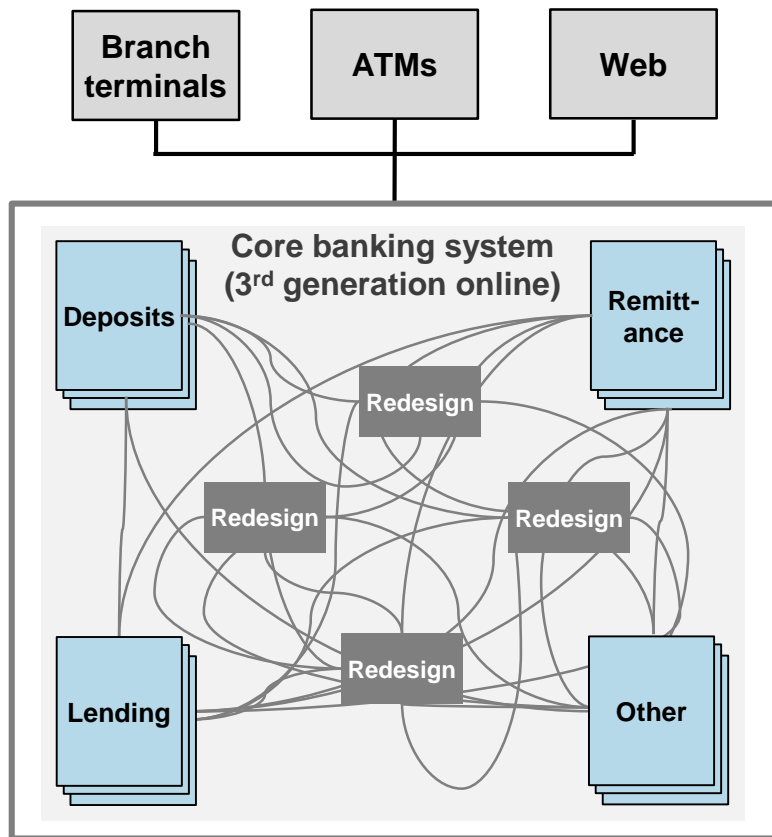 Branch
terminals
ATMs
Web
Core banking system
(3rd generation online)
Deposits
Remitt-
ance
Redesign
Redesign
Redesign
Redesign
Lending
Other